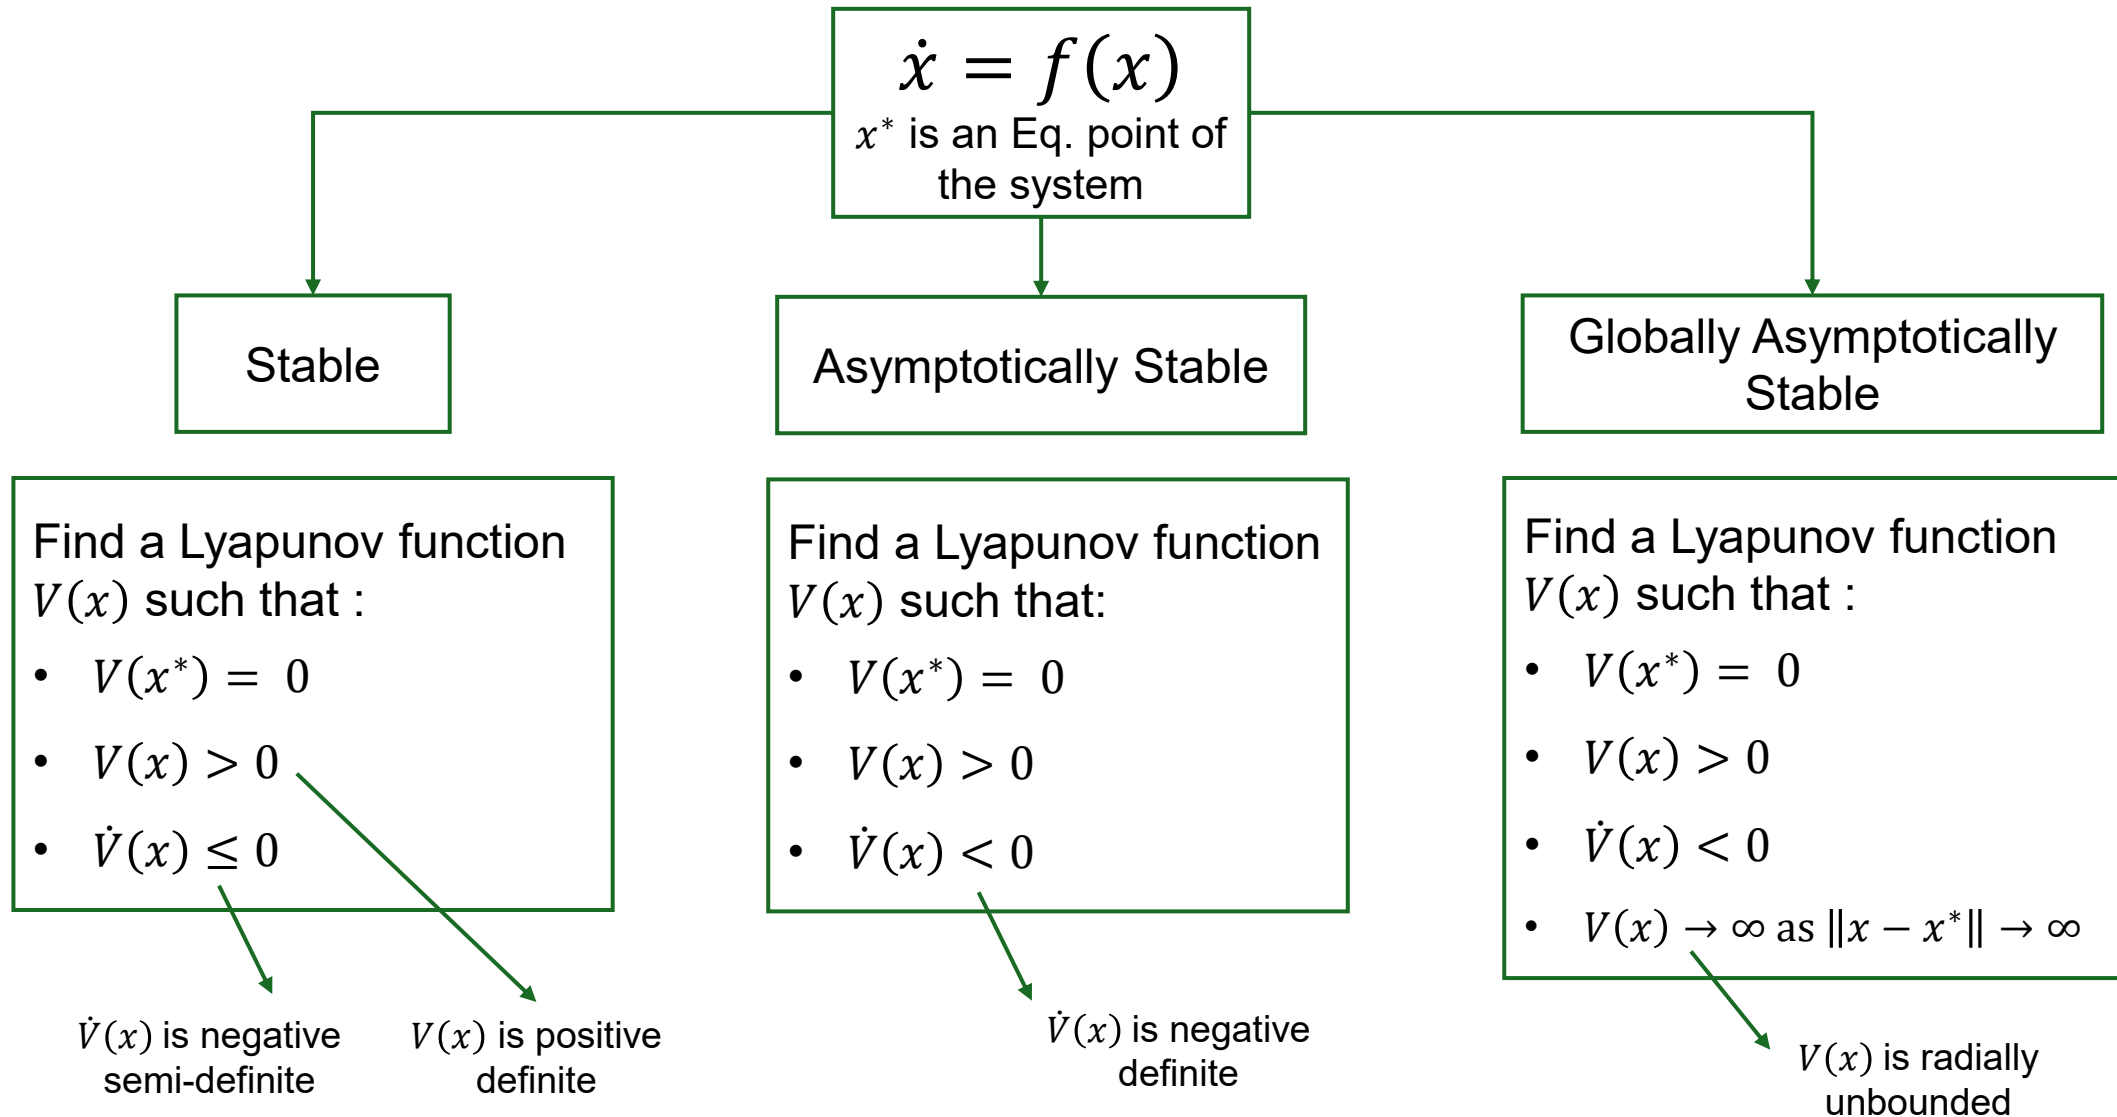 ẋ = f(x)
x* is an Eq. point of
the system
Stable
Asymptotically Stable
Globally Asymptotically
Stable
Find a Lyapunov function
V(x) such that :
• V(x*) = 0
• V(x) > 0
• V̇(x) ≤ 0
V̇(x) is negative
semi-definite
V(x) is positive
definite
Find a Lyapunov function
V(x) such that:
• V(x*) = 0
• V(x) > 0
• V̇(x) < 0
V̇(x) is negative
definite
Find a Lyapunov function
V(x) such that :
• V(x*) = 0
• V(x) > 0
• V̇(x) < 0
• V(x) → ∞ as ‖x − x*‖ → ∞
V(x) is radially
unbounded